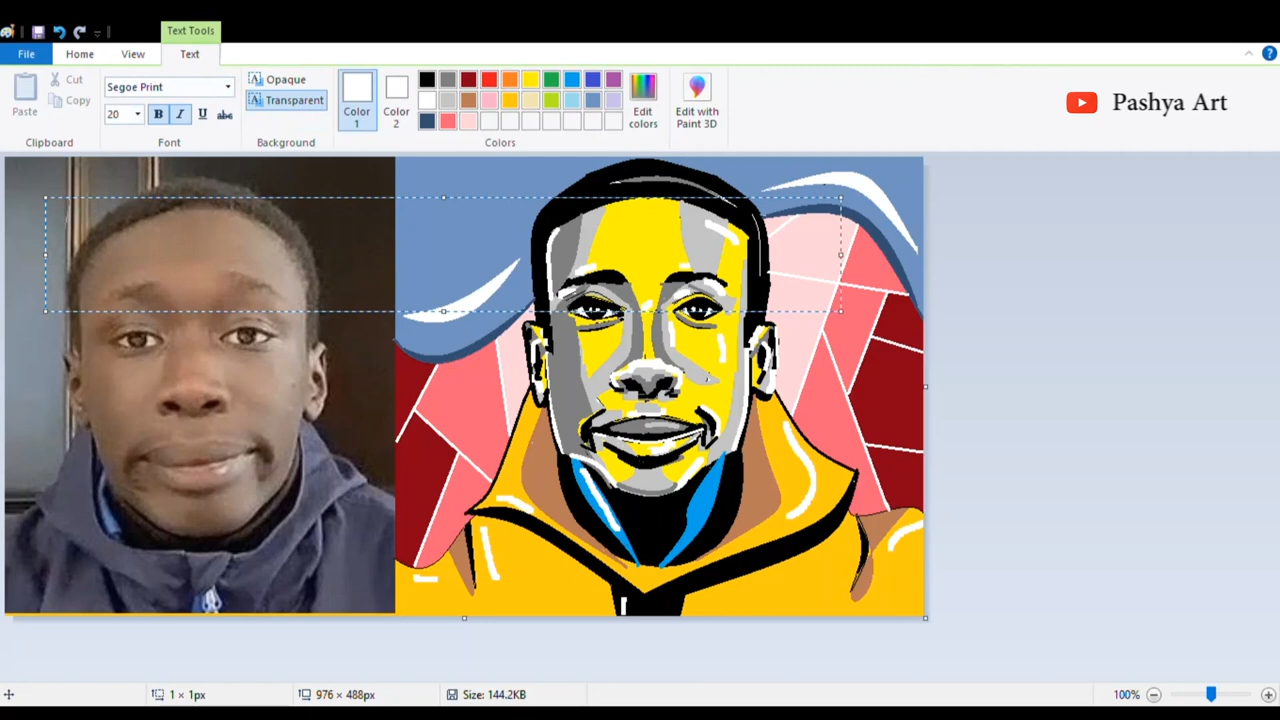 Text Tools
File Home View Text
Paste Cut Copy
Clipboard
Segoe Print
20 B I U abc
Font
Opaque
Transparent
Background
Color 1
Color 2
Edit colors
Colors
Edit with Paint 3D
Pashya Art
1 × 1px
976 × 488px
Size: 144.2KB
100%